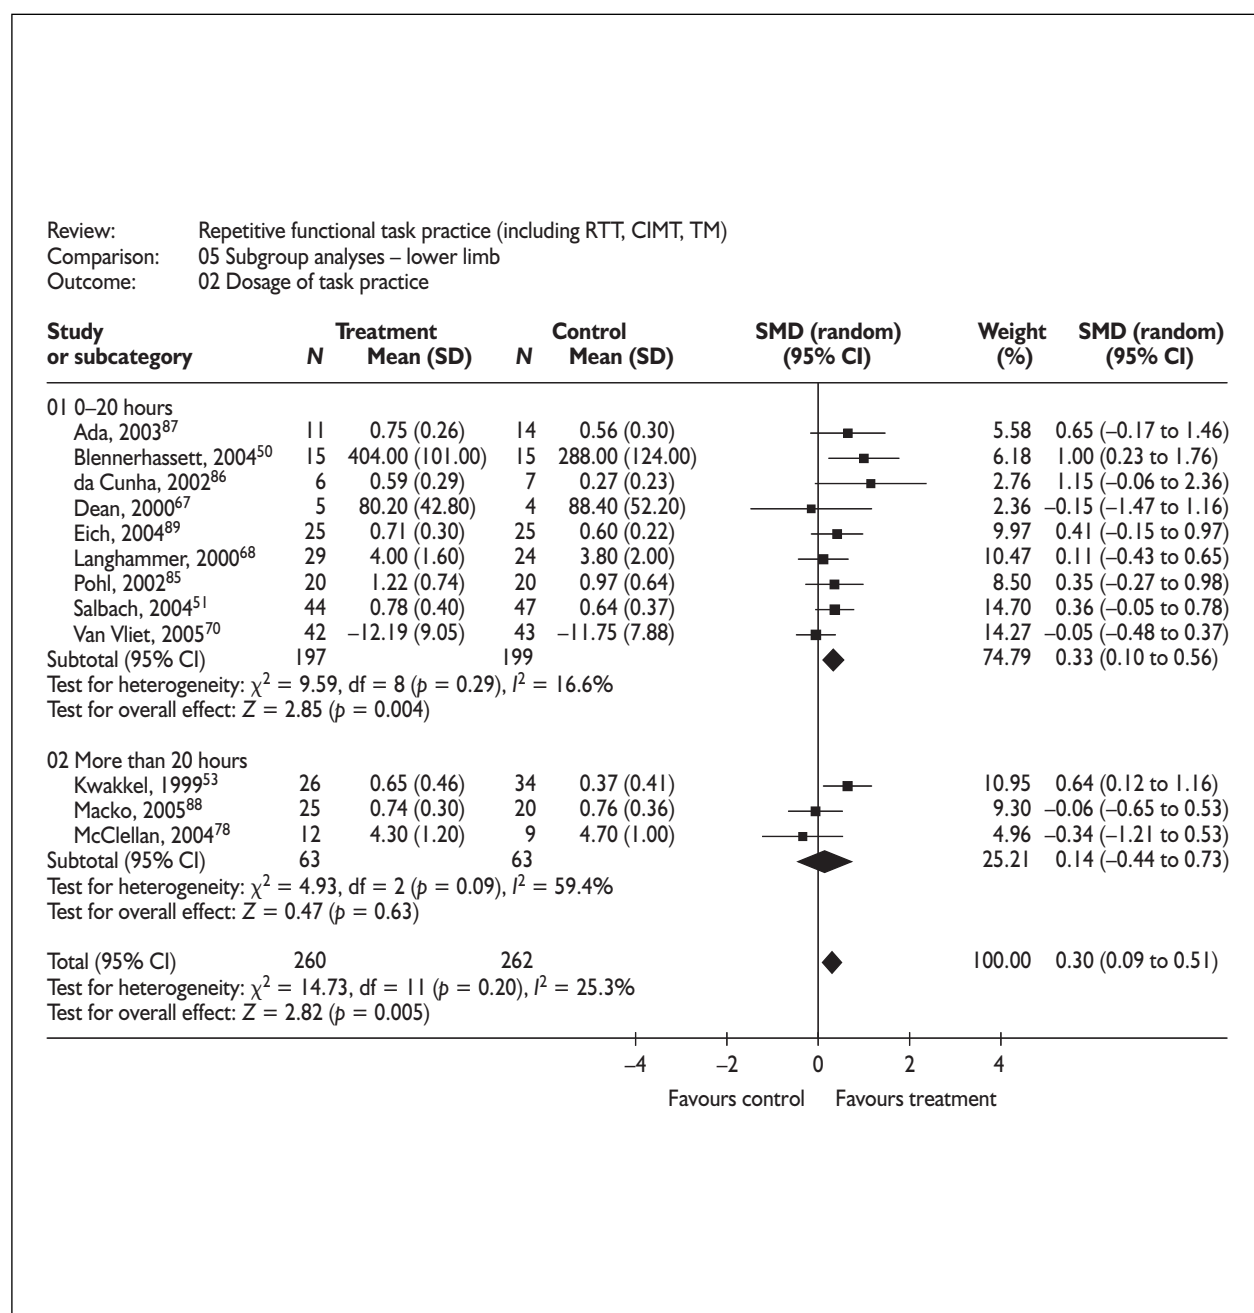 Review: Repetitive functional task practice (including RTT, CIMT, TM)
Comparison: 05 Subgroup analyses – lower limb
Outcome: 02 Dosage of task practice
Study Treatment Control SMD (random) Weight SMD (random)
or subcategory N Mean (SD) N Mean (SD) (95% CI) (%) (95% CI)
01 0–20 hours
Ada, 2003⁸⁷ 11 0.75 (0.26) 14 0.56 (0.30) 5.58 0.65 (–0.17 to 1.46)
Blennerhassett, 2004⁵⁰ 15 404.00 (101.00) 15 288.00 (124.00) 6.18 1.00 (0.23 to 1.76)
da Cunha, 2002⁸⁶ 6 0.59 (0.29) 7 0.27 (0.23) 2.76 1.15 (–0.06 to 2.36)
Dean, 2000⁶⁷ 5 80.20 (42.80) 4 88.40 (52.20) 2.36 –0.15 (–1.47 to 1.16)
Eich, 2004⁸⁹ 25 0.71 (0.30) 25 0.60 (0.22) 9.97 0.41 (–0.15 to 0.97)
Langhammer, 2000⁶⁸ 29 4.00 (1.60) 24 3.80 (2.00) 10.47 0.11 (–0.43 to 0.65)
Pohl, 2002⁸⁵ 20 1.22 (0.74) 20 0.97 (0.64) 8.50 0.35 (–0.27 to 0.98)
Salbach, 2004⁵¹ 44 0.78 (0.40) 47 0.64 (0.37) 14.70 0.36 (–0.05 to 0.78)
Van Vliet, 2005⁷⁰ 42 –12.19 (9.05) 43 –11.75 (7.88) 14.27 –0.05 (–0.48 to 0.37)
Subtotal (95% CI) 197 199 74.79 0.33 (0.10 to 0.56)
Test for heterogeneity: χ² = 9.59, df = 8 (p = 0.29), I² = 16.6%
Test for overall effect: Z = 2.85 (p = 0.004)
02 More than 20 hours
Kwakkel, 1999⁵³ 26 0.65 (0.46) 34 0.37 (0.41) 10.95 0.64 (0.12 to 1.16)
Macko, 2005⁸⁸ 25 0.74 (0.30) 20 0.76 (0.36) 9.30 –0.06 (–0.65 to 0.53)
McClellan, 2004⁷⁸ 12 4.30 (1.20) 9 4.70 (1.00) 4.96 –0.34 (–1.21 to 0.53)
Subtotal (95% CI) 63 63 25.21 0.14 (–0.44 to 0.73)
Test for heterogeneity: χ² = 4.93, df = 2 (p = 0.09), I² = 59.4%
Test for overall effect: Z = 0.47 (p = 0.63)
Total (95% CI) 260 262 100.00 0.30 (0.09 to 0.51)
Test for heterogeneity: χ² = 14.73, df = 11 (p = 0.20), I² = 25.3%
Test for overall effect: Z = 2.82 (p = 0.005)
–4 –2 0 2 4
Favours control Favours treatment